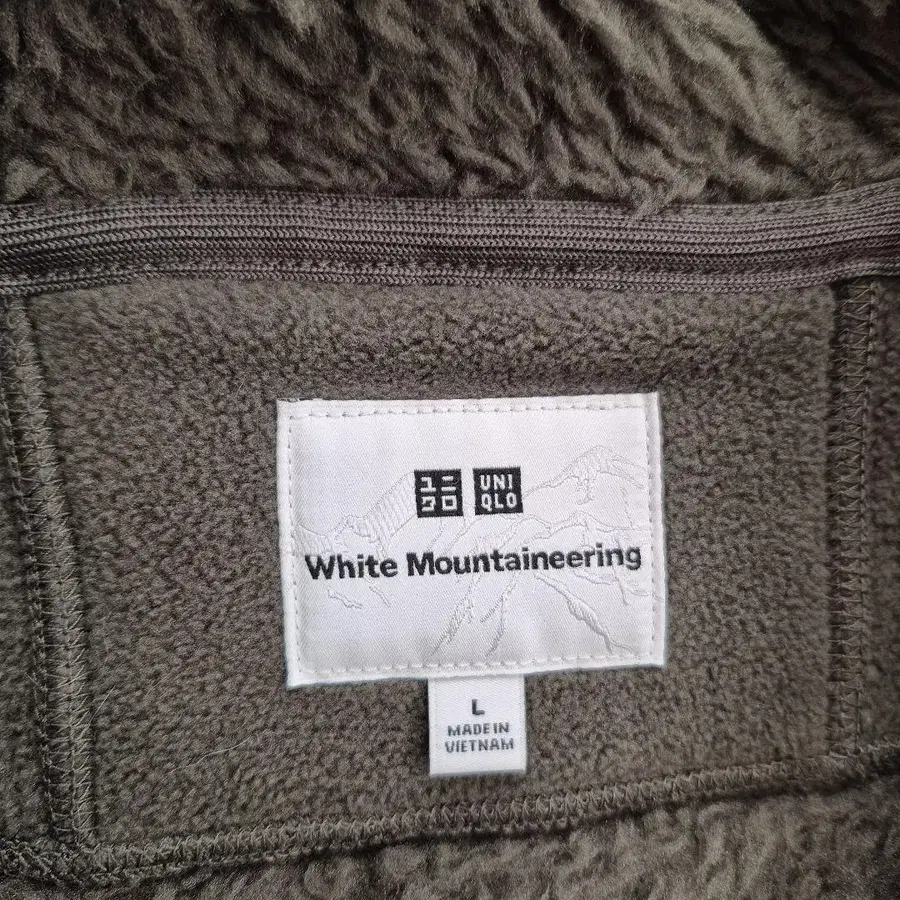 ユニ UNI
クロ QLO
White Mountaineering
L
MADE IN
VIETNAM